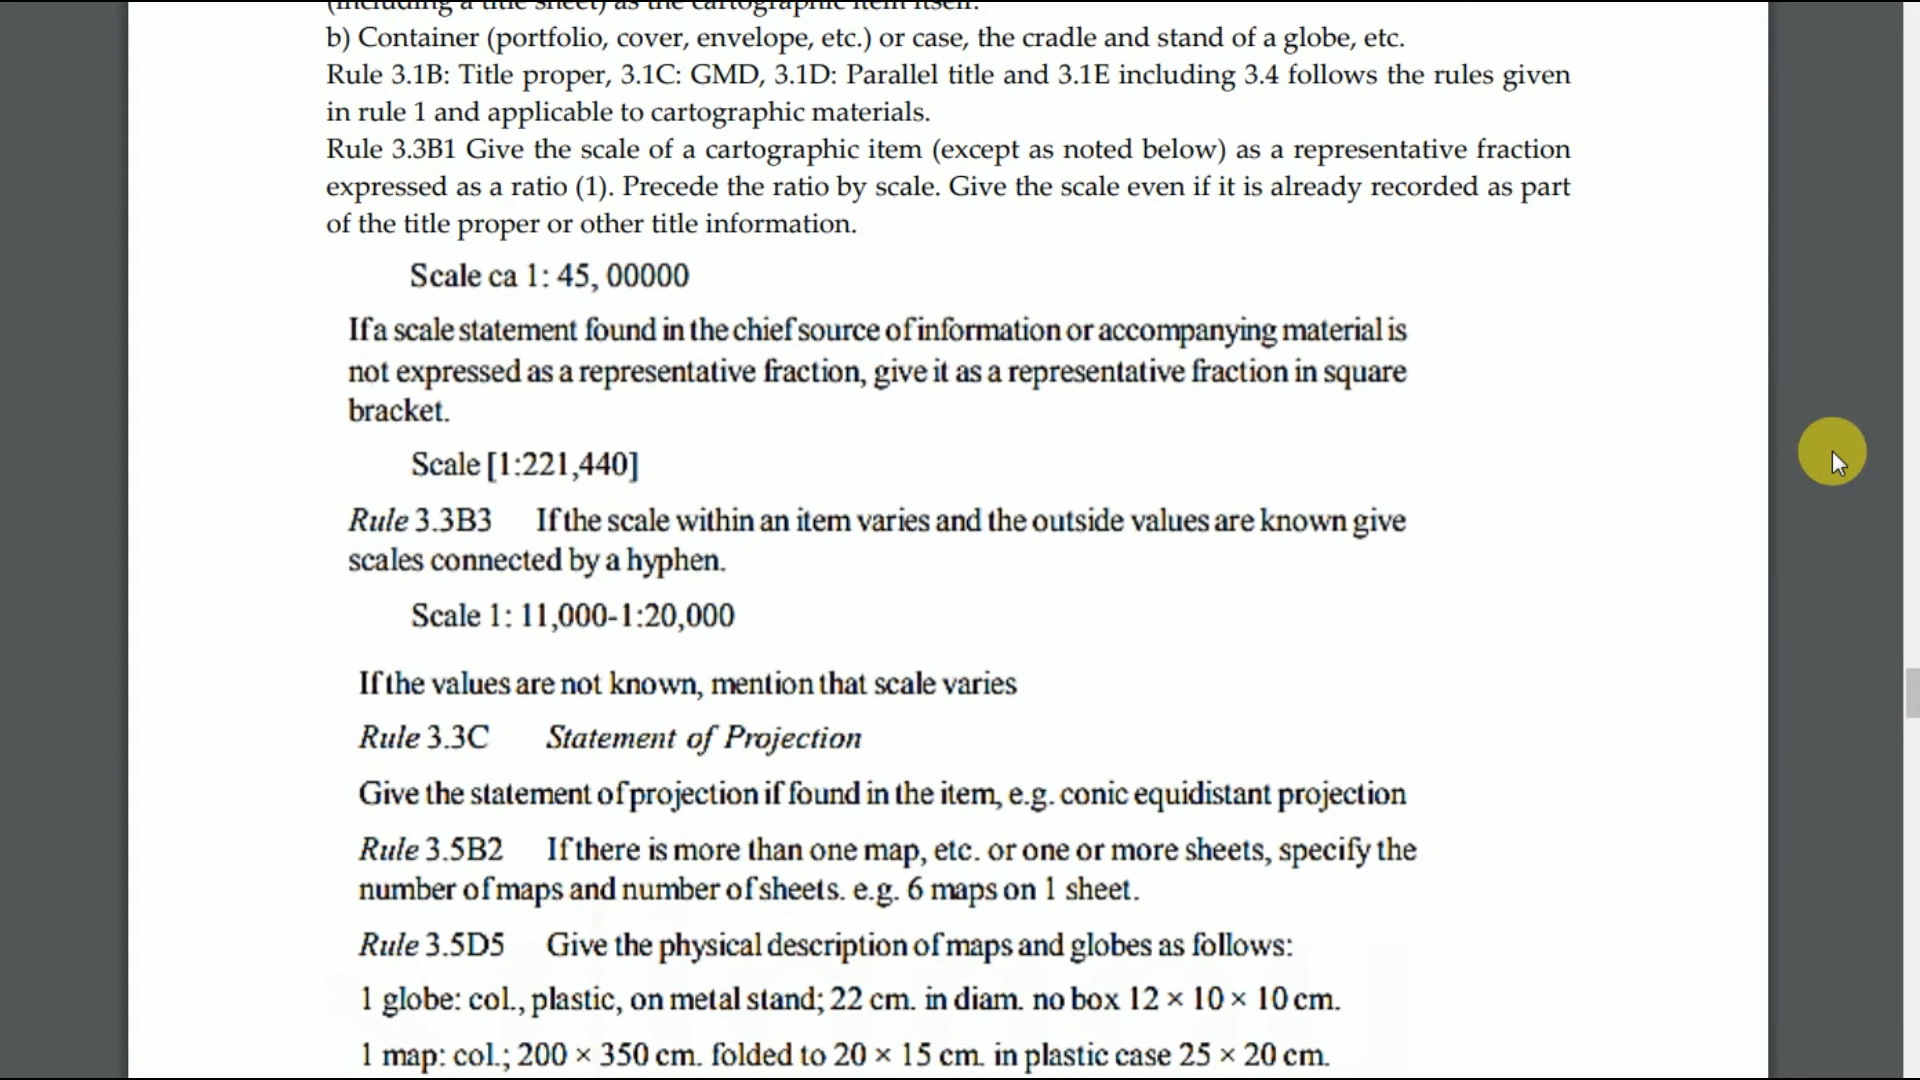 (including a title sheet) as the cartographic item itself.
b) Container (portfolio, cover, envelope, etc.) or case, the cradle and stand of a globe, etc.
Rule 3.1B: Title proper, 3.1C: GMD, 3.1D: Parallel title and 3.1E including 3.4 follows the rules given
in rule 1 and applicable to cartographic materials.
Rule 3.3B1 Give the scale of a cartographic item (except as noted below) as a representative fraction
expressed as a ratio (1). Precede the ratio by scale. Give the scale even if it is already recorded as part
of the title proper or other title information.
Scale ca 1: 45, 00000
If a scale statement found in the chief source of information or accompanying material is
not expressed as a representative fraction, give it as a representative fraction in square
bracket.
Scale [1:221,440]
Rule 3.3B3 If the scale within an item varies and the outside values are known give
scales connected by a hyphen.
Scale 1: 11,000-1:20,000
If the values are not known, mention that scale varies
Rule 3.3C Statement of Projection
Give the statement of projection if found in the item, e.g. conic equidistant projection
Rule 3.5B2 If there is more than one map, etc. or one or more sheets, specify the
number of maps and number of sheets. e.g. 6 maps on 1 sheet.
Rule 3.5D5 Give the physical description of maps and globes as follows:
1 globe: col., plastic, on metal stand; 22 cm. in diam. no box 12 × 10 × 10 cm.
1 map: col.; 200 × 350 cm. folded to 20 × 15 cm. in plastic case 25 × 20 cm.